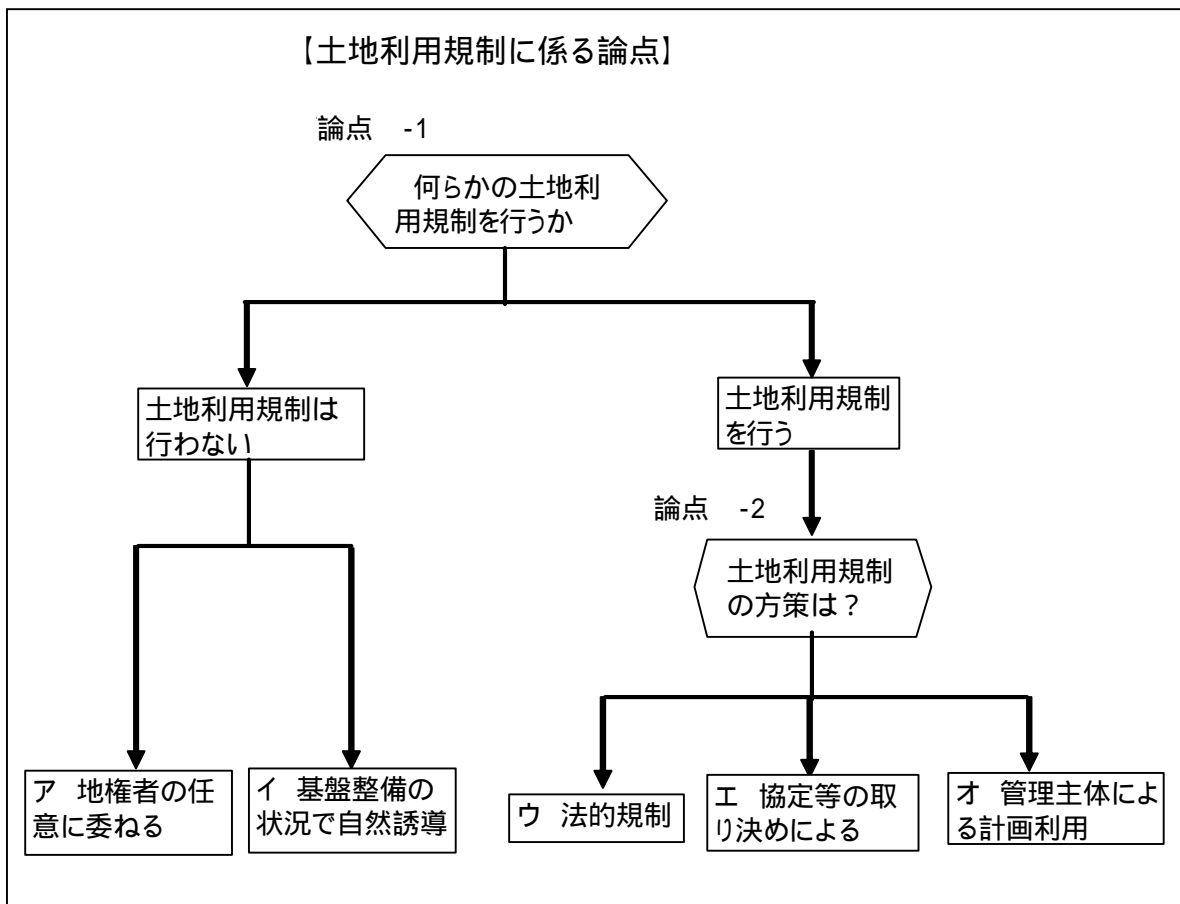 【土地利用規制に係る論点】
論点 -1
何らかの土地利
用規制を行うか
土地利用規制は
行わない
土地利用規制
を行う
論点 -2
土地利用規制
の方策は？
ア 地権者の任
意に委ねる
イ 基盤整備の
状況で自然誘導
ウ 法的規制
エ 協定等の取
り決めによる
オ 管理主体によ
る計画利用